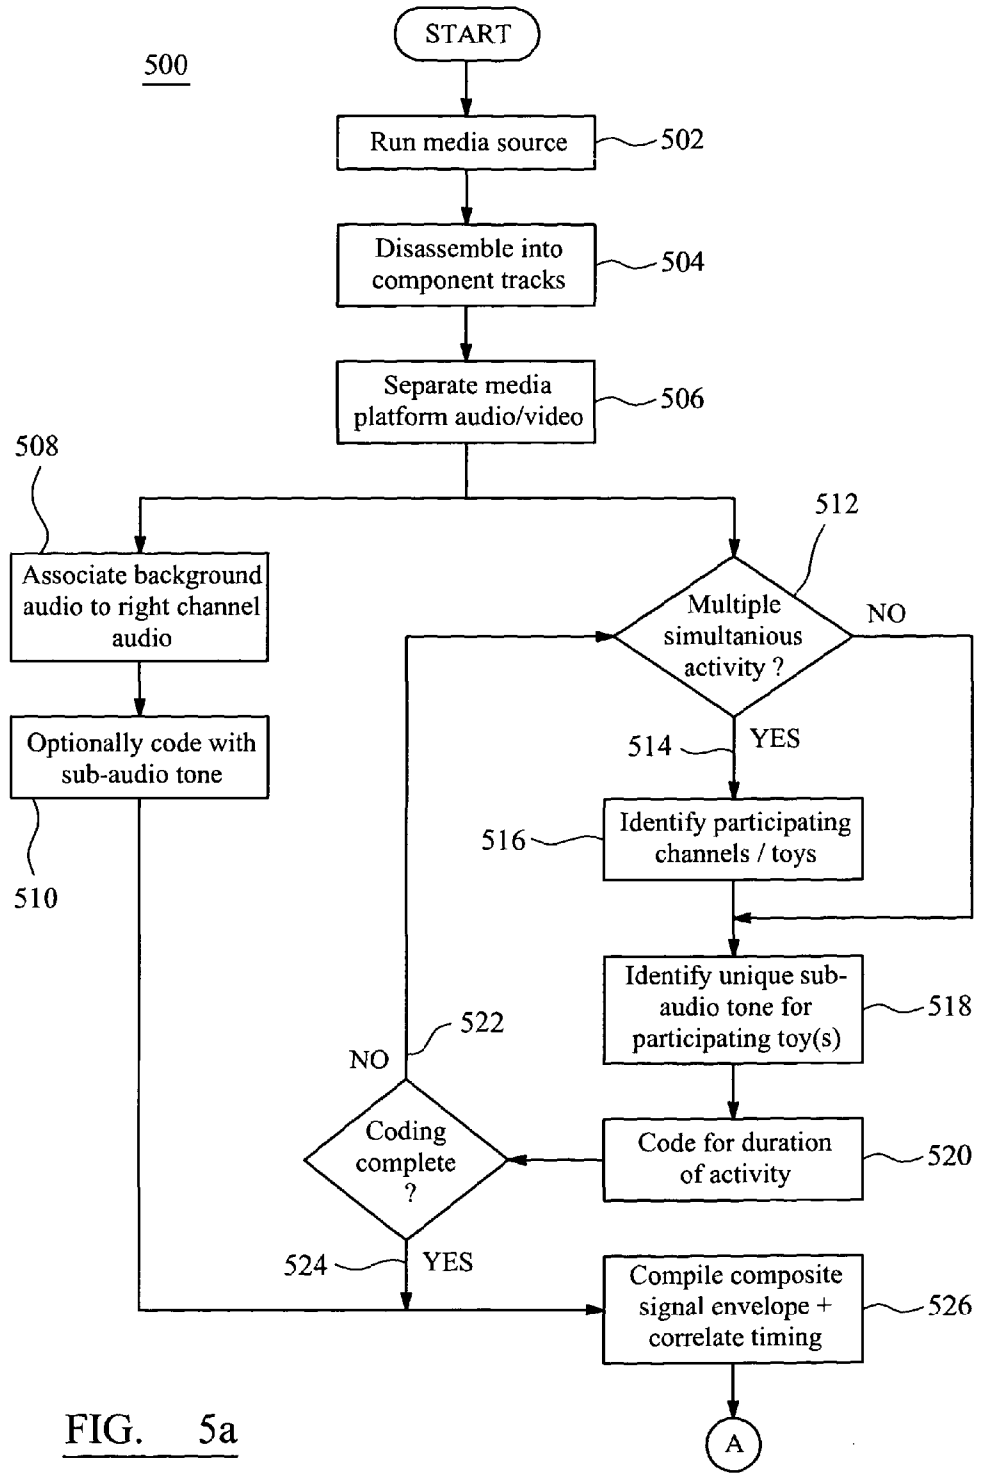 START
500
Run media source
502
Disassemble into
component tracks
504
Separate media
platform audio/video
506
508
Associate background
audio to right channel
audio
512
Multiple
simultanious
activity ?
NO
Optionally code with
sub-audio tone
510
514
YES
516
Identify participating
channels / toys
Identify unique sub-
audio tone for
participating toy(s)
518
522
NO
Coding
complete
?
Code for duration
of activity
520
524
YES
Compile composite
signal envelope +
correlate timing
526
A
FIG. 5a